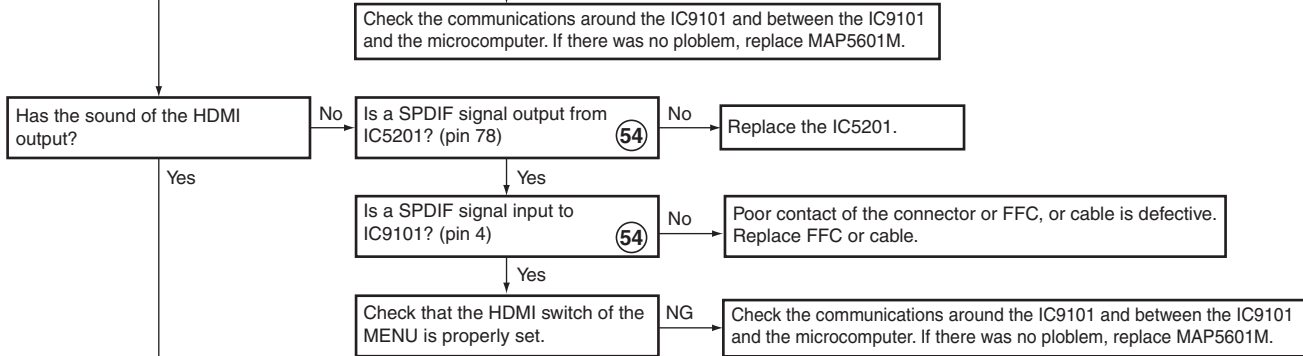 Check the communications around the IC9101 and between the IC9101
and the microcomputer. If there was no ploblem, replace MAP5601M.
Has the sound of the HDMI
output?
No
Is a SPDIF signal output from
IC5201? (pin 78)
54
No
Replace the IC5201.
Yes
Yes
Is a SPDIF signal input to
IC9101? (pin 4)
54
No
Poor contact of the connector or FFC, or cable is defective.
Replace FFC or cable.
Yes
Check that the HDMI switch of the
MENU is properly set.
NG
Check the communications around the IC9101 and between the IC9101
and the microcomputer. If there was no ploblem, replace MAP5601M.